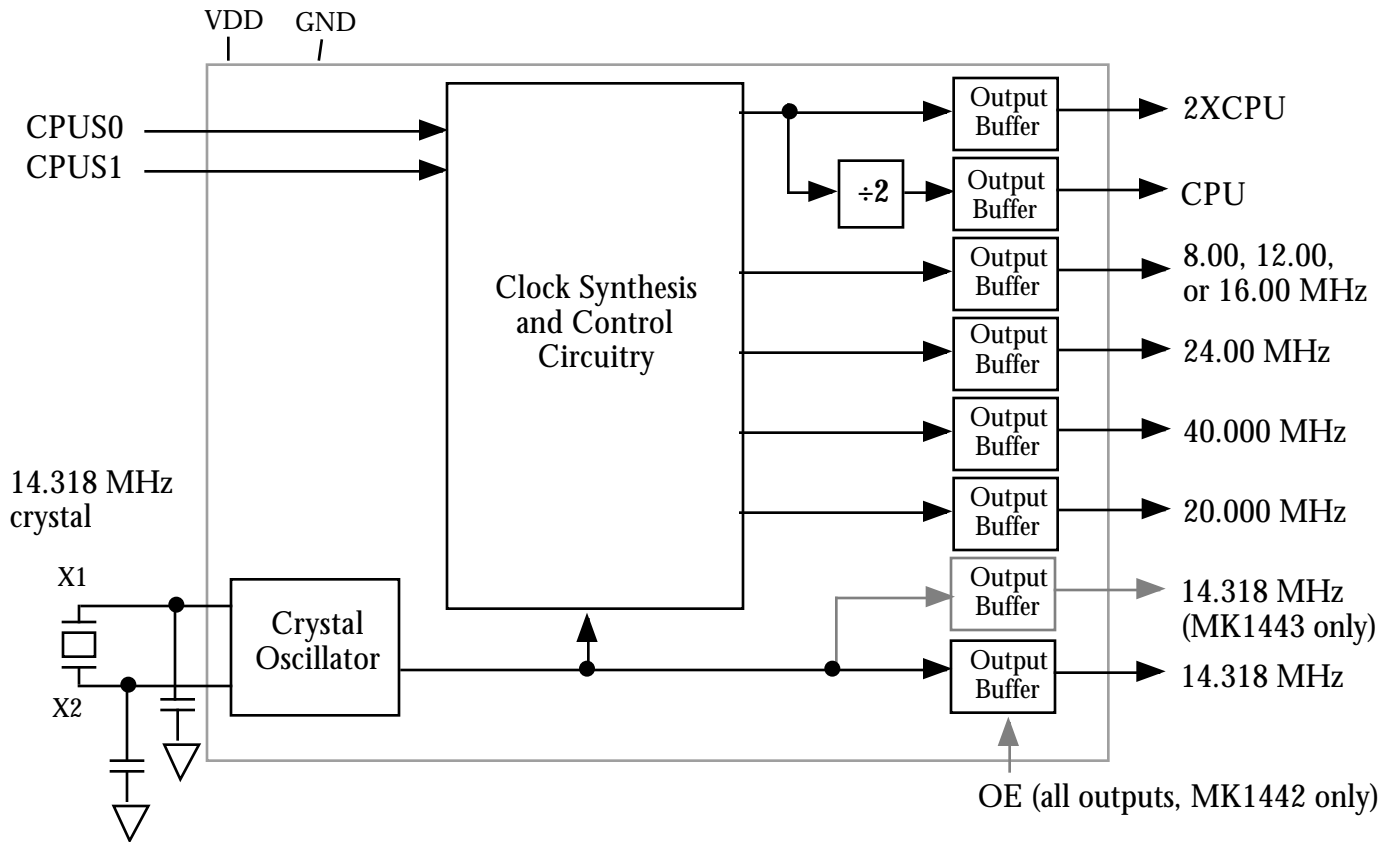 VDD GND
CPUS0
CPUS1
Clock Synthesis
and Control
Circuitry
÷2
Output
Buffer
2XCPU
Output
Buffer
CPU
Output
Buffer
8.00, 12.00,
or 16.00 MHz
Output
Buffer
24.00 MHz
Output
Buffer
40.000 MHz
Output
Buffer
20.000 MHz
14.318 MHz
crystal
X1
X2
Crystal
Oscillator
Output
Buffer
14.318 MHz
(MK1443 only)
Output
Buffer
14.318 MHz
OE (all outputs, MK1442 only)